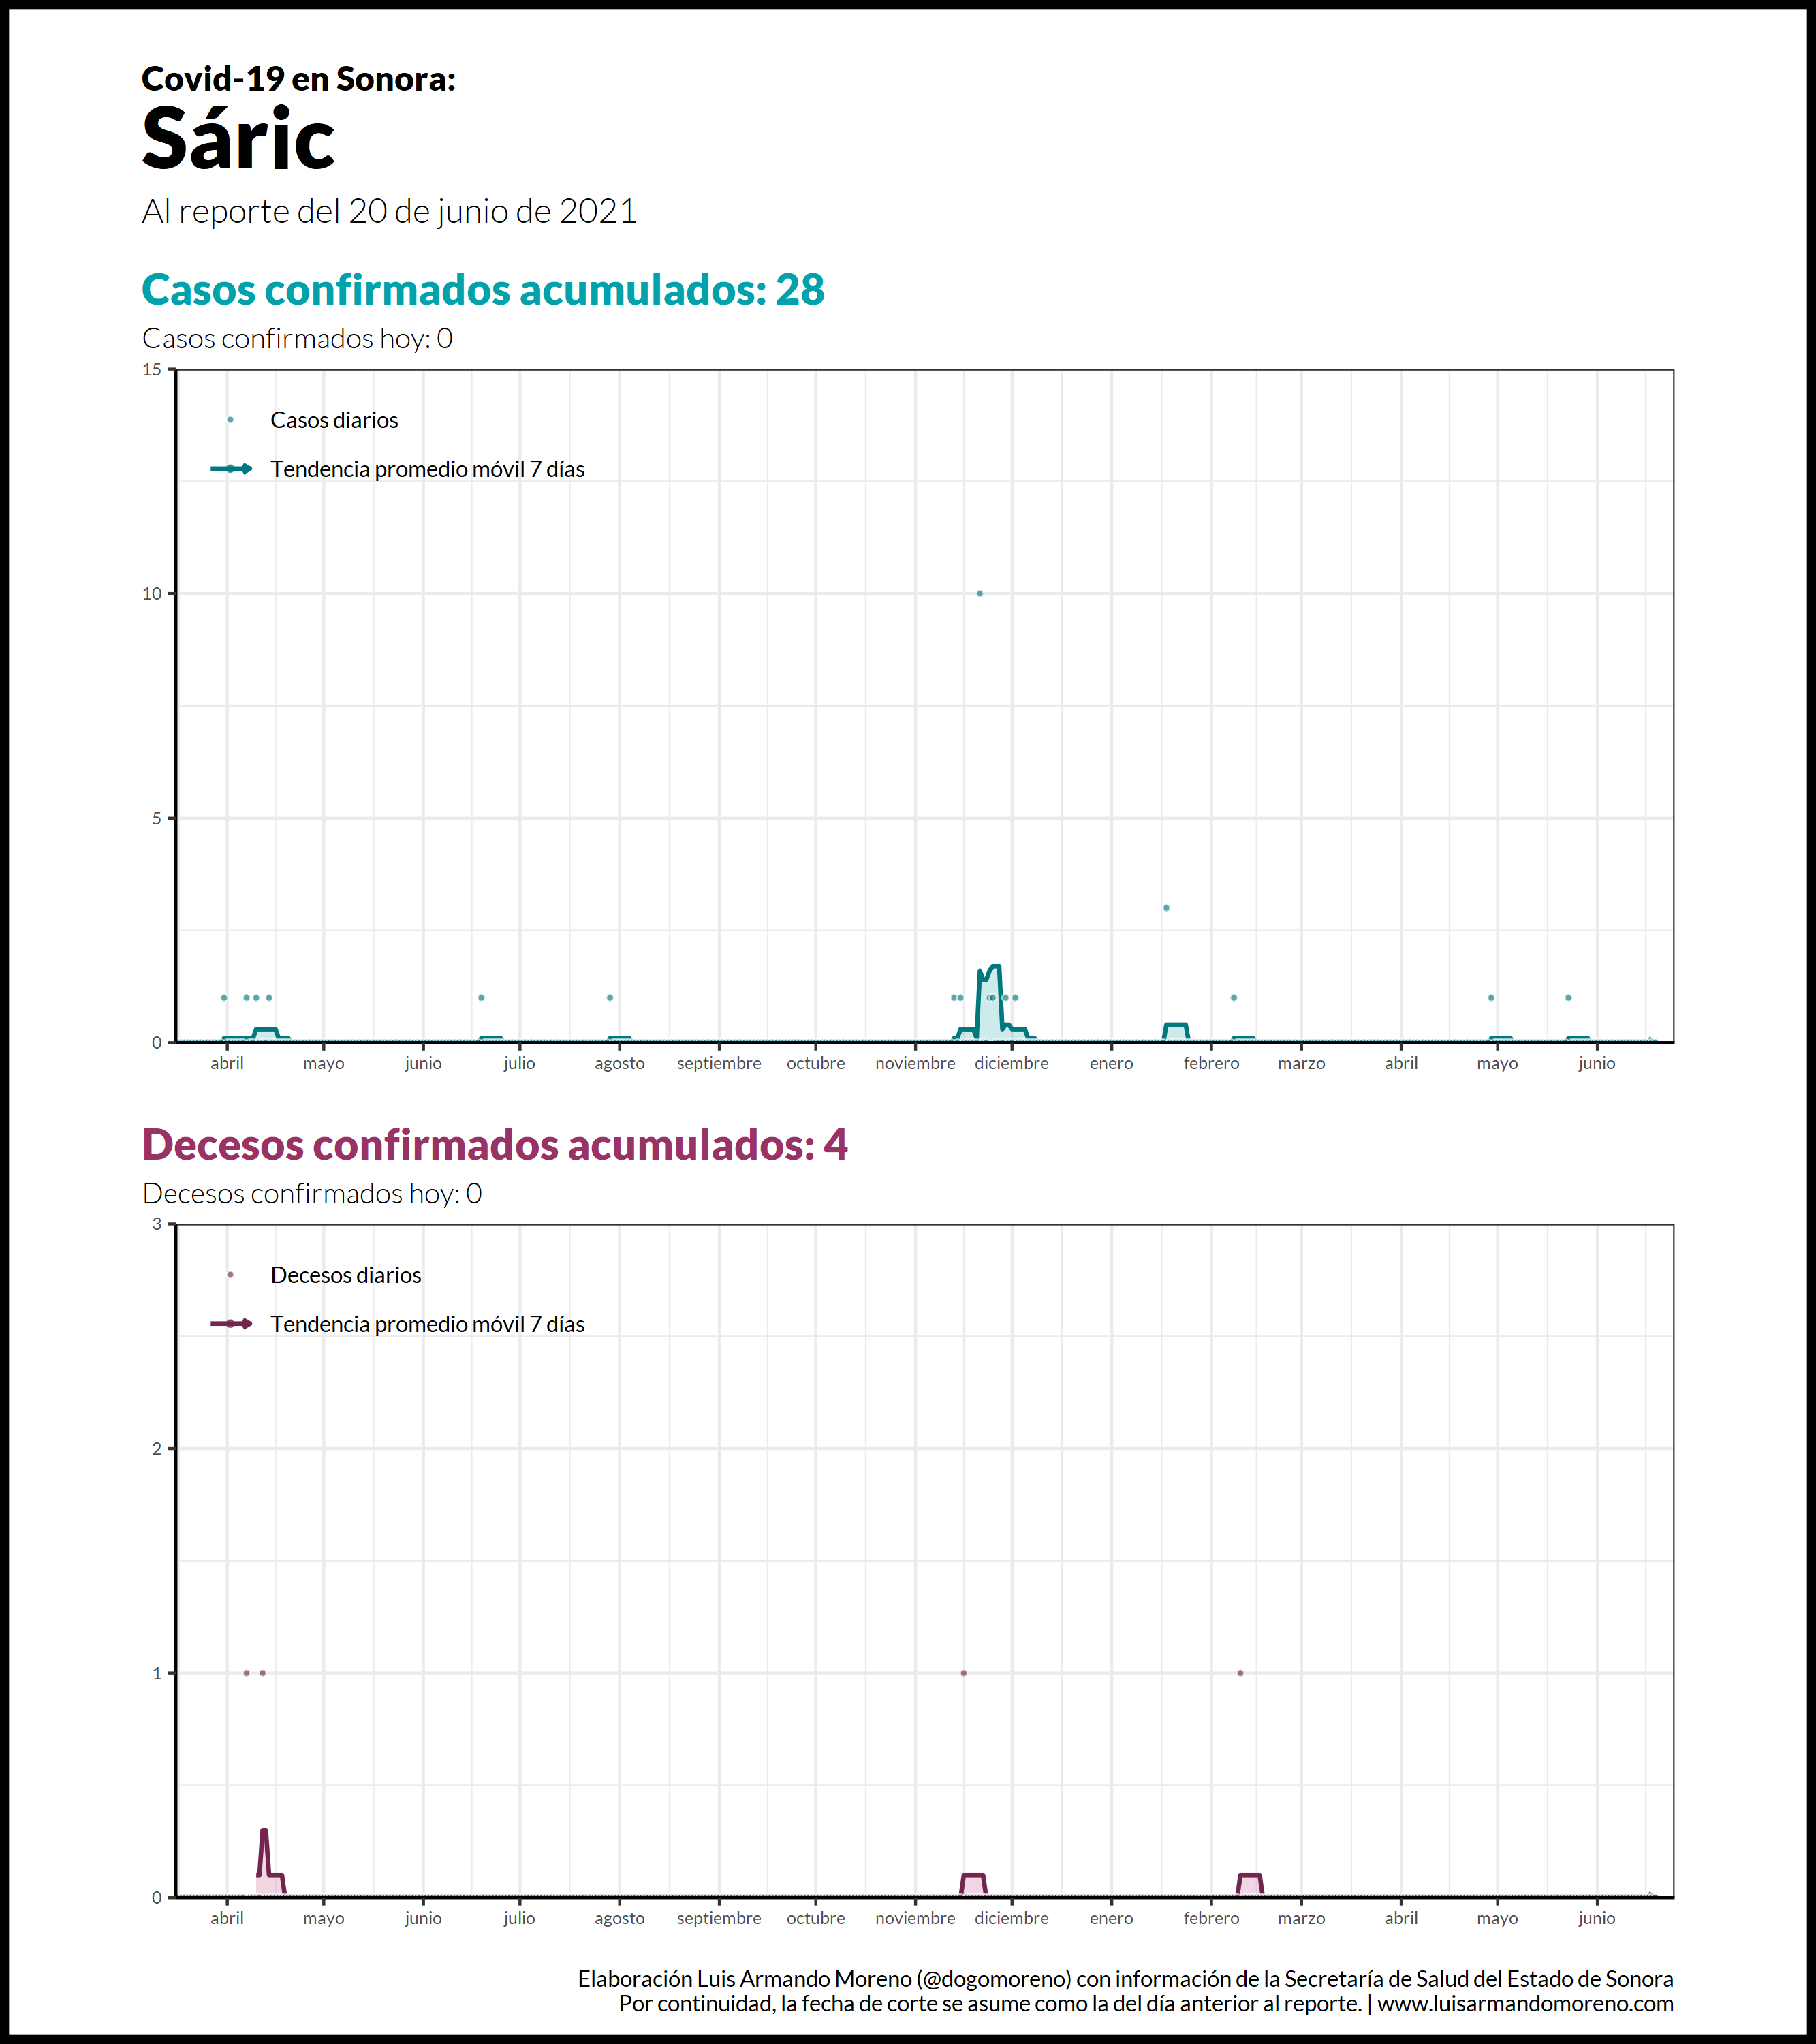 Covid-19 en Sonora:
Sáric
Al reporte del 20 de junio de 2021
Casos confirmados acumulados: 28
Casos confirmados hoy: 0
15
Casos diarios
Tendencia promedio móvil 7 días
10
5
0
abril mayo junio julio agosto septiembre octubre noviembre diciembre enero febrero marzo abril mayo junio
Decesos confirmados acumulados: 4
Decesos confirmados hoy: 0
3
Decesos diarios
Tendencia promedio móvil 7 días
2
1
0
abril mayo junio julio agosto septiembre octubre noviembre diciembre enero febrero marzo abril mayo junio
Elaboración Luis Armando Moreno (@dogomoreno) con información de la Secretaría de Salud del Estado de Sonora
Por continuidad, la fecha de corte se asume como la del día anterior al reporte. | www.luisarmandomoreno.com